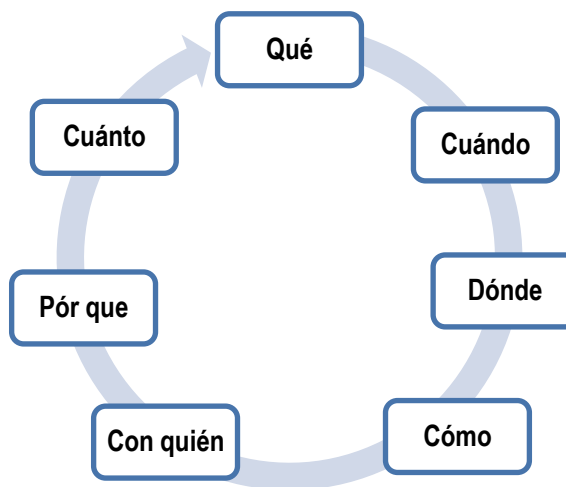 Qué
Cuándo
Dónde
Cómo
Con quién
Pór que
Cuánto